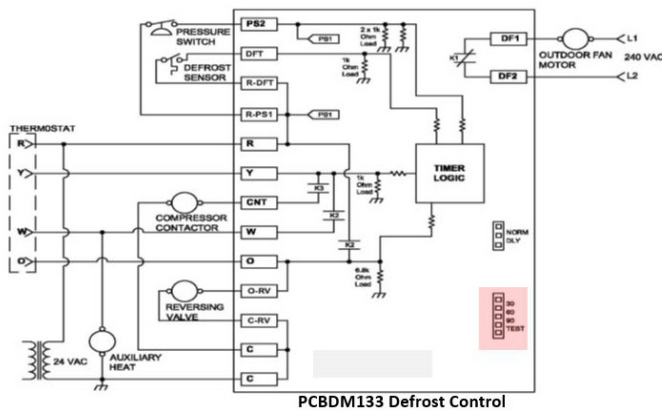 PRESSURE
SWITCH
DEFROST
SENSOR
THERMOSTAT
R
Y
W
O
COMPRESSOR
CONTACTOR
REVERSING
VALVE
24 VAC
AUXILIARY
HEAT
PS2
DFT
R-DFT
R-PS1
R
Y
CNT
W
O
O-RV
C-RV
C
C
PS1
2 x 1k
Ohm
Load
1k
Ohm
Load
PS1
K3
K2
K2
1k
Ohm
Load
6.8k
Ohm
Load
TIMER
LOGIC
K1
DF1
DF2
OUTDOOR FAN
MOTOR
L1
240 VAC
L2
NORM
DLY
30
60
90
TEST
PCBDM133 Defrost Control